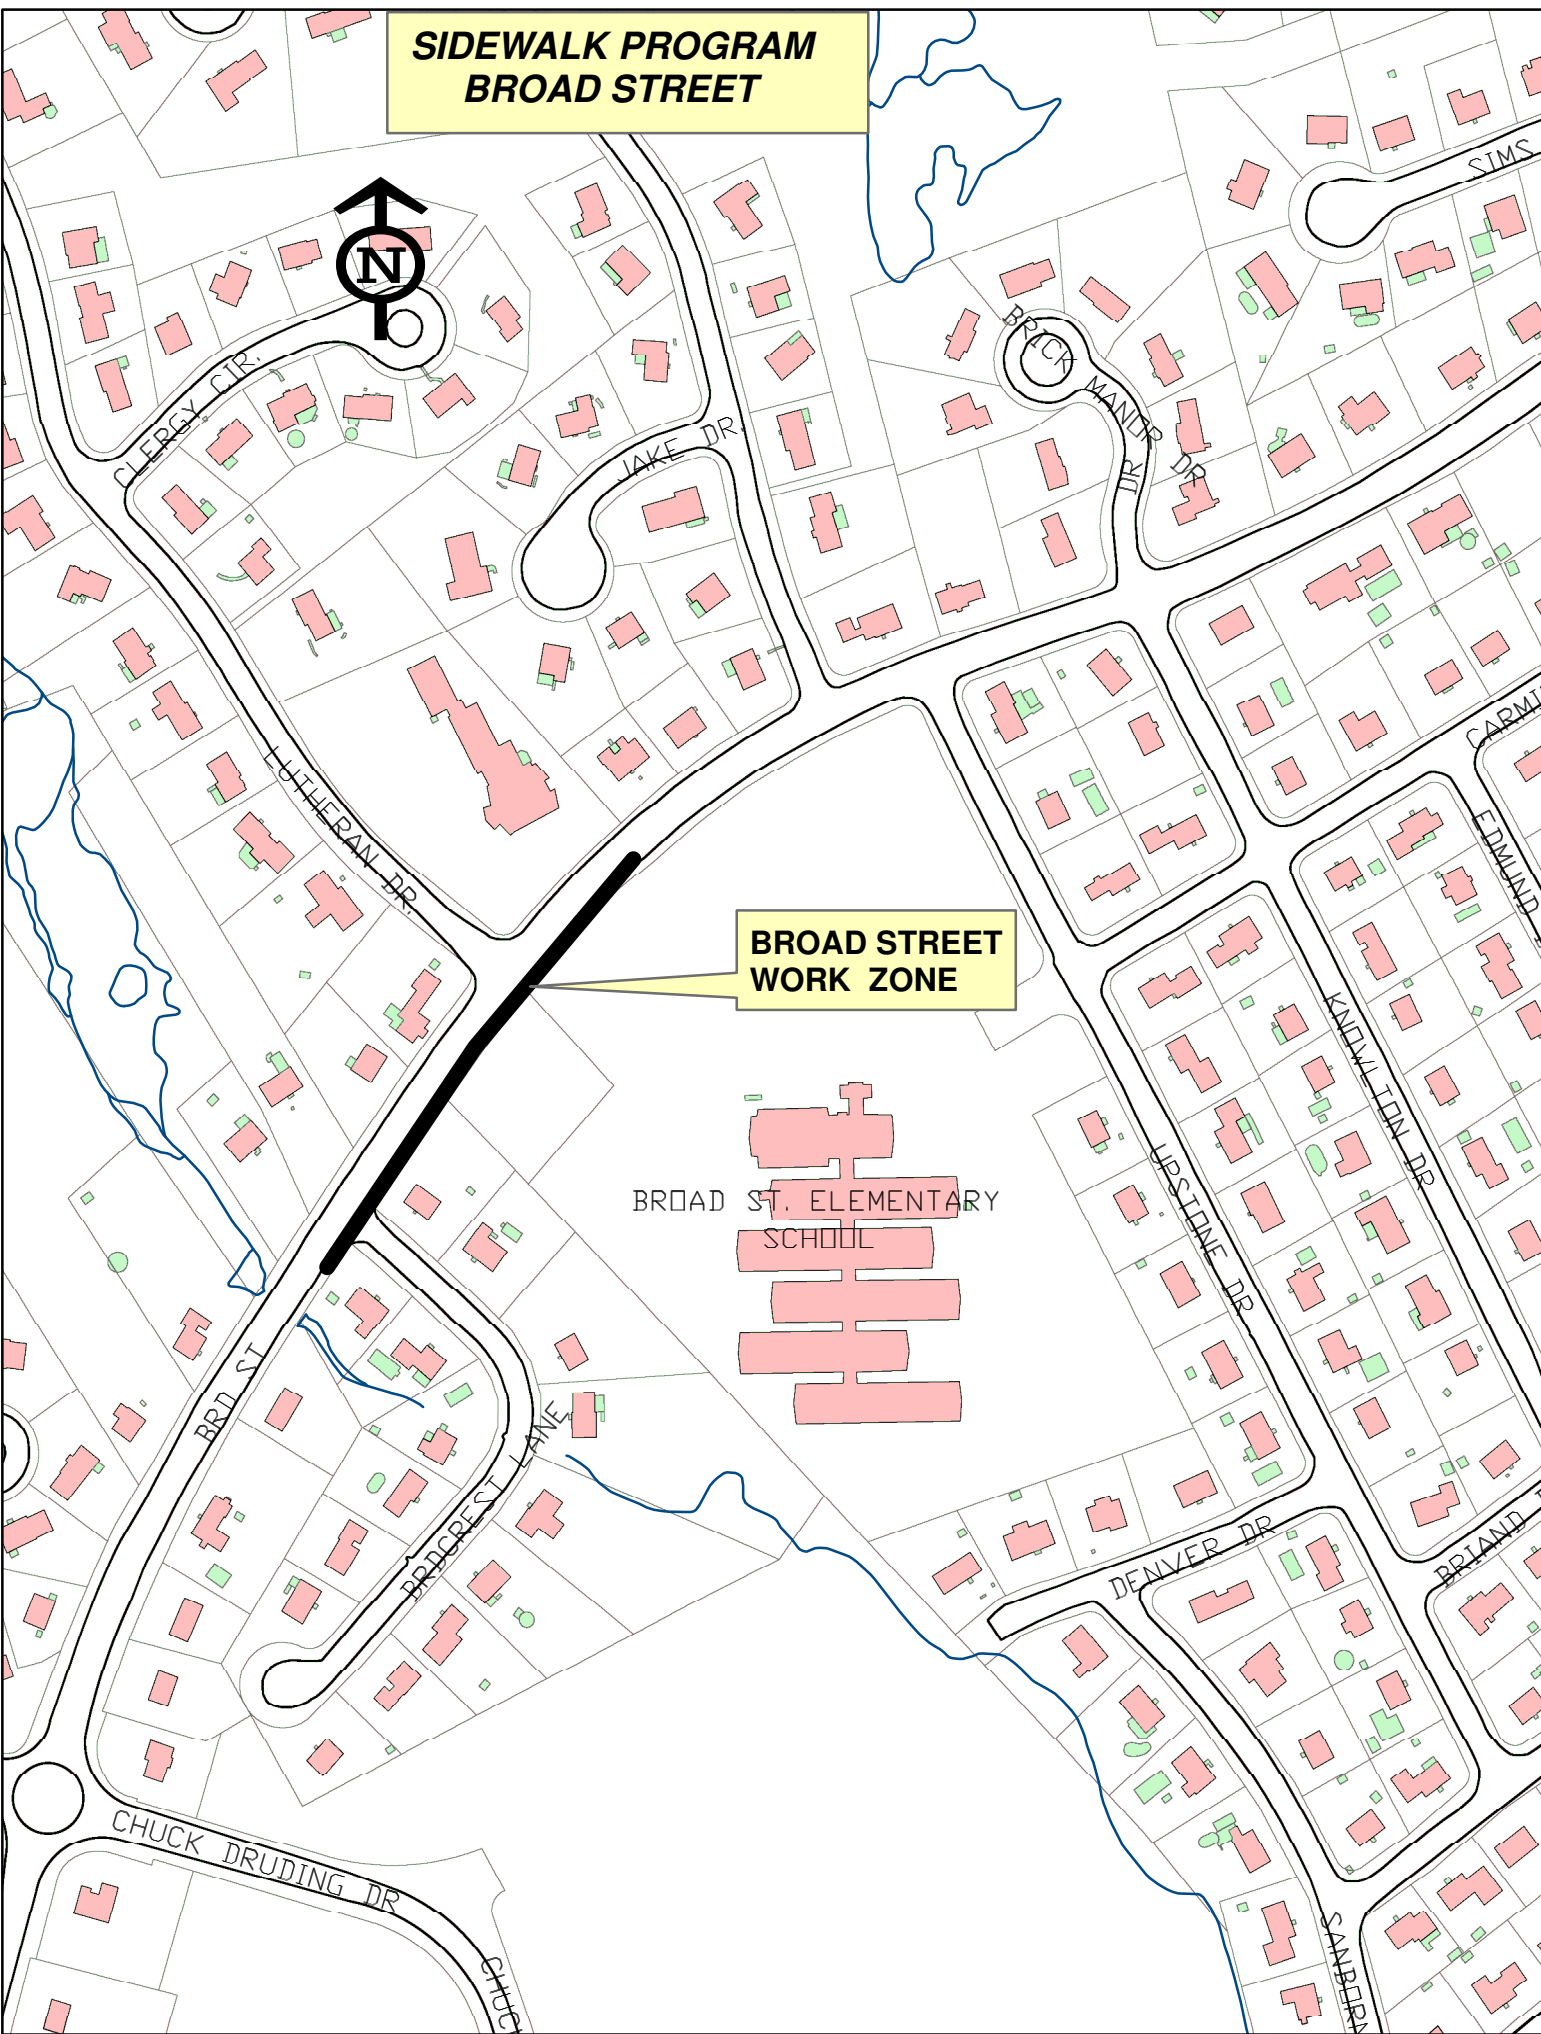 SIDEWALK PROGRAM
BROAD STREET
SIMS
N
BRICK MANOR DR
CLERGY CIR.
JAKE DR.
DR
CARMI
LUTHERAN DR.
EDMUND
BROAD STREET
WORK ZONE
KNOWLTON DR
BROAD ST. ELEMENTARY
SCHOOL
UPSTONE DR
BRD ST
BRDCREST LANE
DENVER DR
BRIAND
CHUCK DRUDING DR
SANBORN
CHUCK